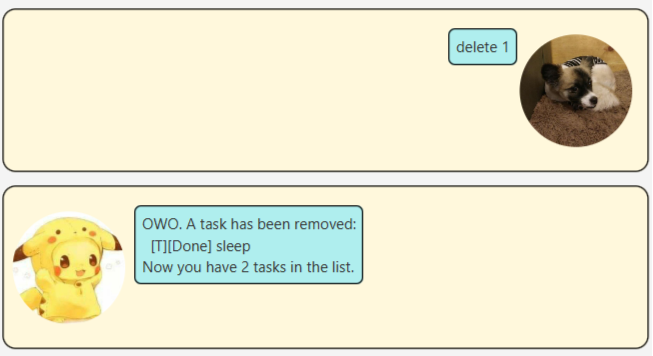 delete 1
OWO. A task has been removed:
[T][Done] sleep
Now you have 2 tasks in the list.